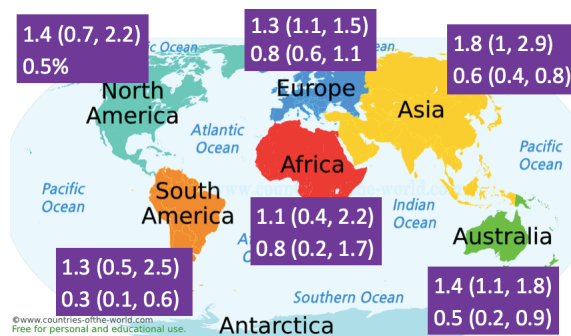 1.4 (0.7, 2.2)
0.5%
1.3 (1.1, 1.5)
0.8 (0.6, 1.1
1.8 (1, 2.9)
0.6 (0.4, 0.8)
Ocean
North
America
Europe
Asia
Atlantic
Ocean
Pacific
Ocean
Africa
Pacific
Ocean
South
America
1.1 (0.4, 2.2)
0.8 (0.2, 1.7)
Indian
Ocean
Australia
1.3 (0.5, 2.5)
0.3 (0.1, 0.6)
1.4 (1.1, 1.8)
0.5 (0.2, 0.9)
Southern Ocean
©www.countries-ofthe-world.com
Free for personal and educational use.
Antarctica